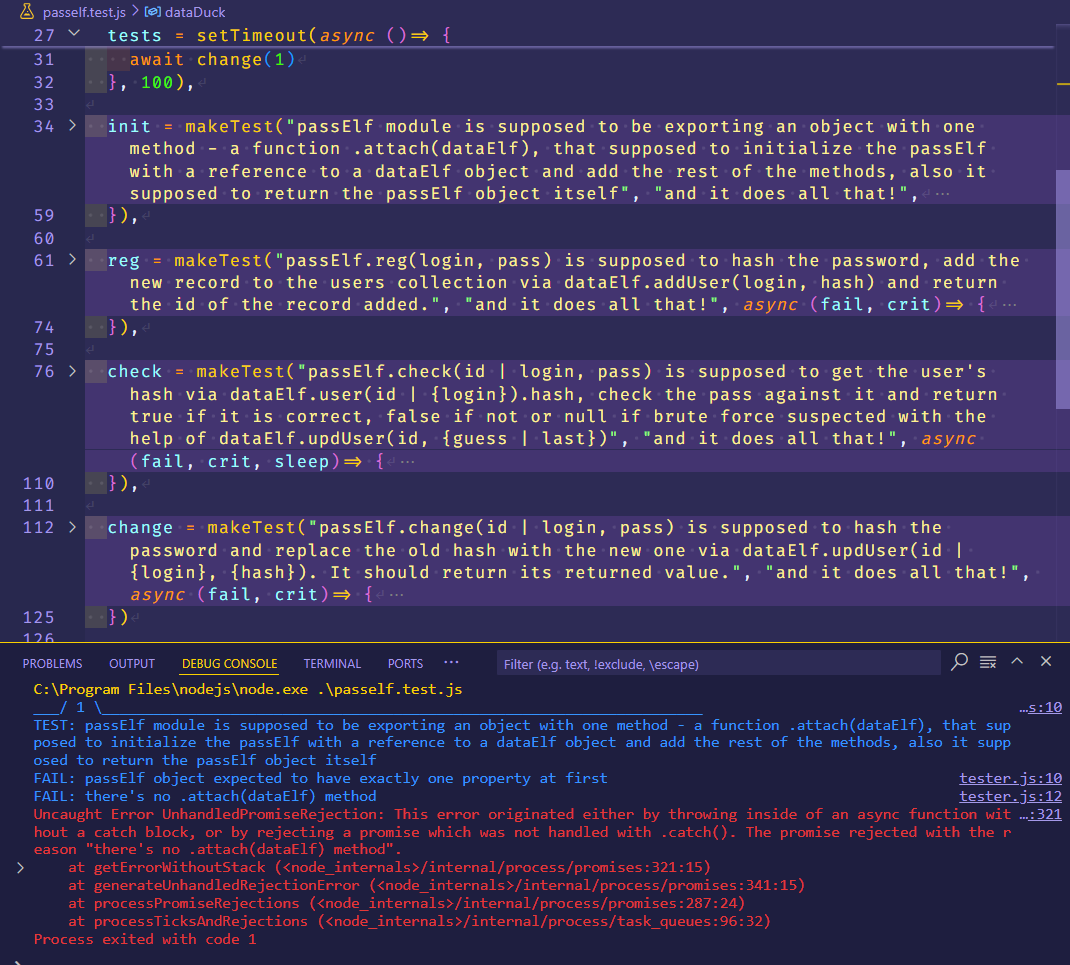 pasself.test.js > dataDuck
27 tests = setTimeout(async ()=> {
31 await change(1)
32 }, 100),
33
34 init = makeTest("passElf module is supposed to be exporting an object with one
method - a function .attach(dataElf), that supposed to initialize the passElf
with a reference to a dataElf object and add the rest of the methods, also it
supposed to return the passElf object itself", "and it does all that!", ...
59 }),
60
61 reg = makeTest("passElf.reg(login, pass) is supposed to hash the password, add the
new record to the users collection via dataElf.addUser(login, hash) and return
the id of the record added.", "and it does all that!", async (fail, crit)=> { ...
74 }),
75
76 check = makeTest("passElf.check(id | login, pass) is supposed to get the user's
hash via dataElf.user(id | {login}).hash, check the pass against it and return
true if it is correct, false if not or null if brute force suspected with the
help of dataElf.updUser(id, {guess | last})", "and it does all that!", async
(fail, crit, sleep)=> { ...
110 }),
111
112 change = makeTest("passElf.change(id | login, pass) is supposed to hash the
password and replace the old hash with the new one via dataElf.updUser(id |
{login}, {hash}). It should return its returned value.", "and it does all that!",
async (fail, crit)=> { ...
125 })
126
PROBLEMS OUTPUT DEBUG CONSOLE TERMINAL PORTS ... Filter (e.g. text, !exclude, \escape)
C:\Program Files\nodejs\node.exe .\pasself.test.js
___/ 1 \______________________________________________________________________ …s:10
TEST: passElf module is supposed to be exporting an object with one method - a function .attach(dataElf), that sup
posed to initialize the passElf with a reference to a dataElf object and add the rest of the methods, also it supp
osed to return the passElf object itself
FAIL: passElf object expected to have exactly one property at first tester.js:10
FAIL: there's no .attach(dataElf) method tester.js:12
Uncaught Error UnhandledPromiseRejection: This error originated either by throwing inside of an async function wit …:321
hout a catch block, or by rejecting a promise which was not handled with .catch(). The promise rejected with the r
eason "there's no .attach(dataElf) method".
at getErrorWithoutStack (<node_internals>/internal/process/promises:321:15)
at generateUnhandledRejectionError (<node_internals>/internal/process/promises:341:15)
at processPromiseRejections (<node_internals>/internal/process/promises:287:24)
at processTicksAndRejections (<node_internals>/internal/process/task_queues:96:32)
Process exited with code 1